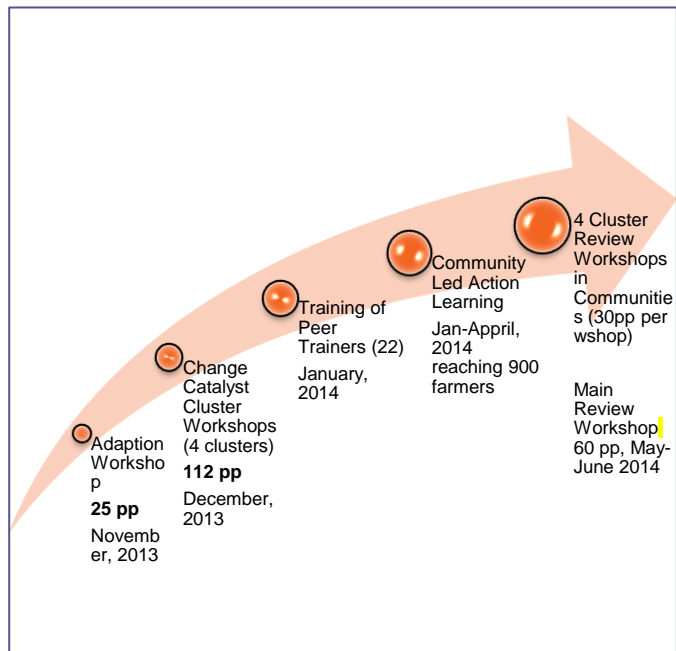 Adaption
Worksho
p
25 pp
Novemb
er, 2013
Change
Catalyst
Cluster
Workshops
(4 clusters)
112 pp
December,
2013
Training of
Peer
Trainers (22)
January,
2014
Community
Led Action
Learning
Jan-Appril,
2014
reaching 900
farmers
4 Cluster
Review
Workshops
in
Communitie
s (30pp per
wshop)
Main
Review
Workshop
60 pp, May-
June 2014